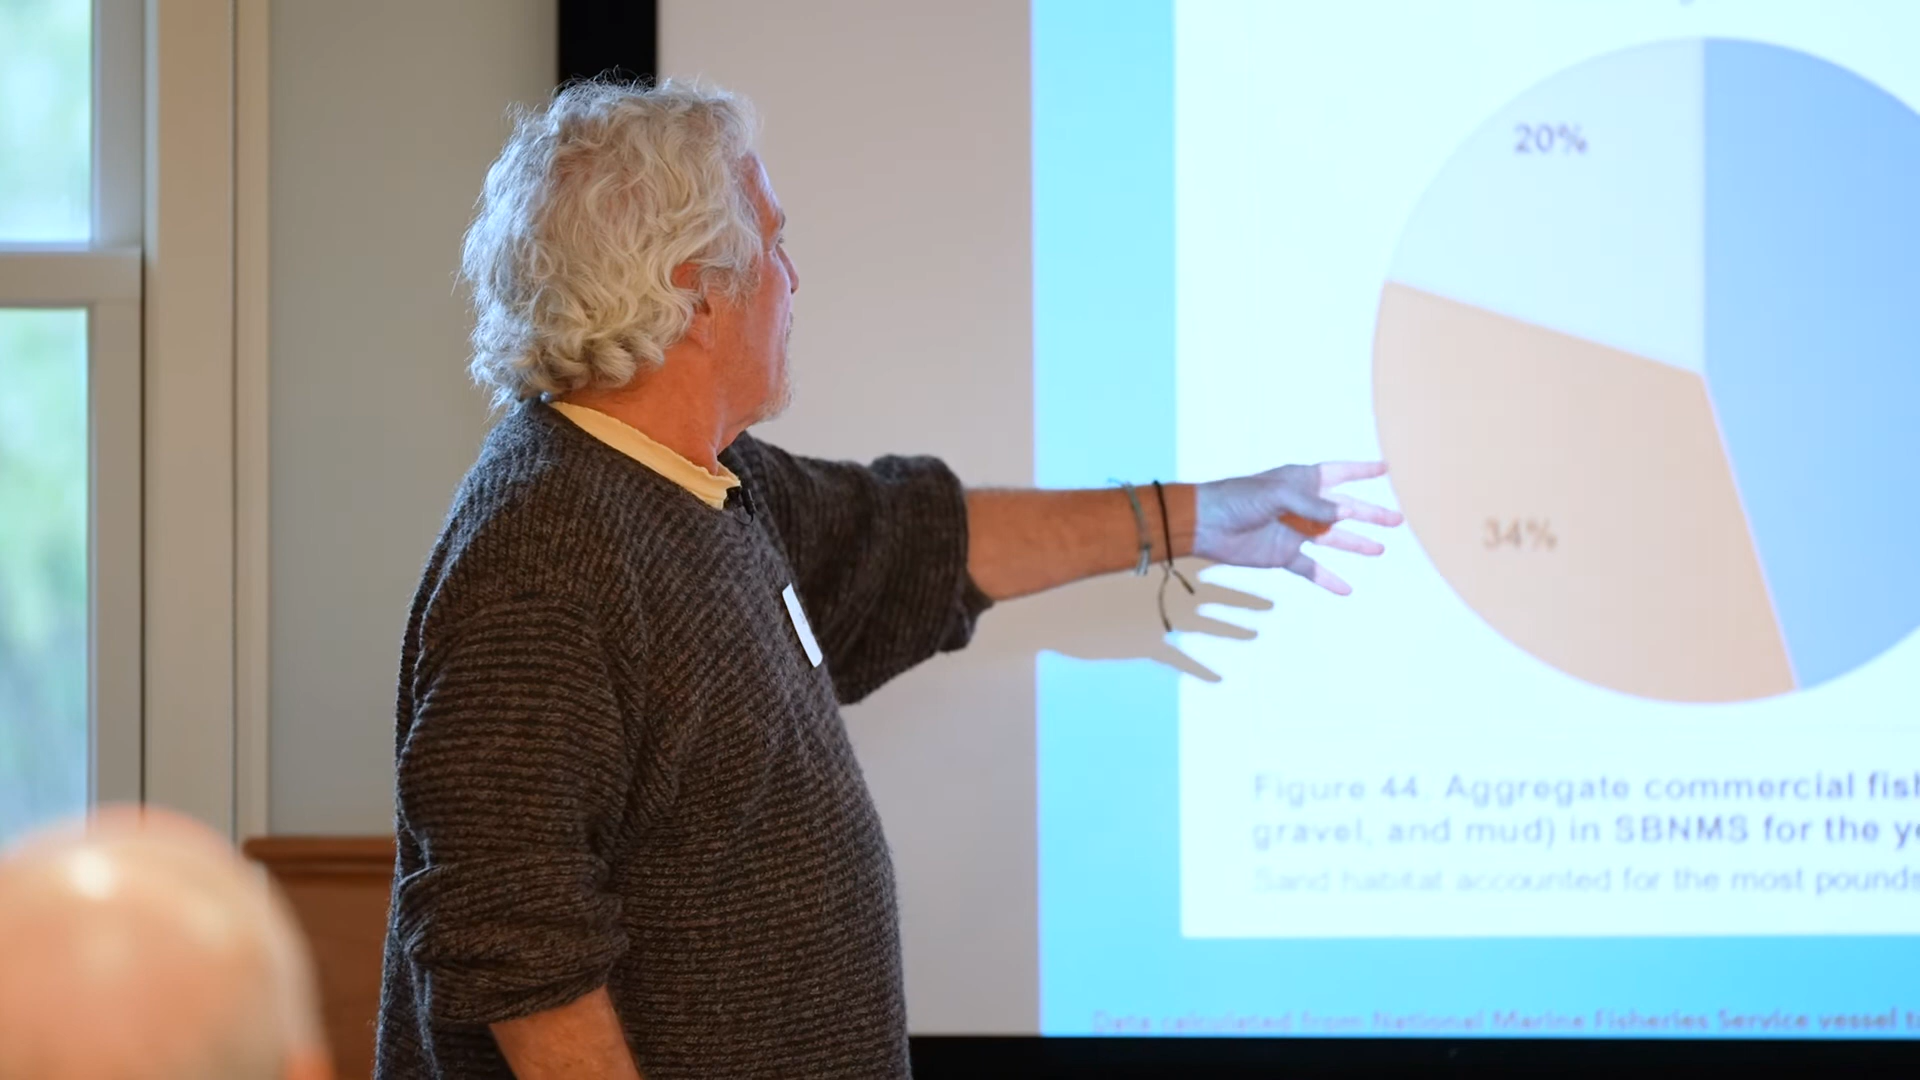 20%
34%
Figure 44. Aggregate commercial fish
gravel, and mud) in SBNMS for the ye
Sand habitat accounted for the most pounds
Data calculated from National Marine Fisheries Service vessel t